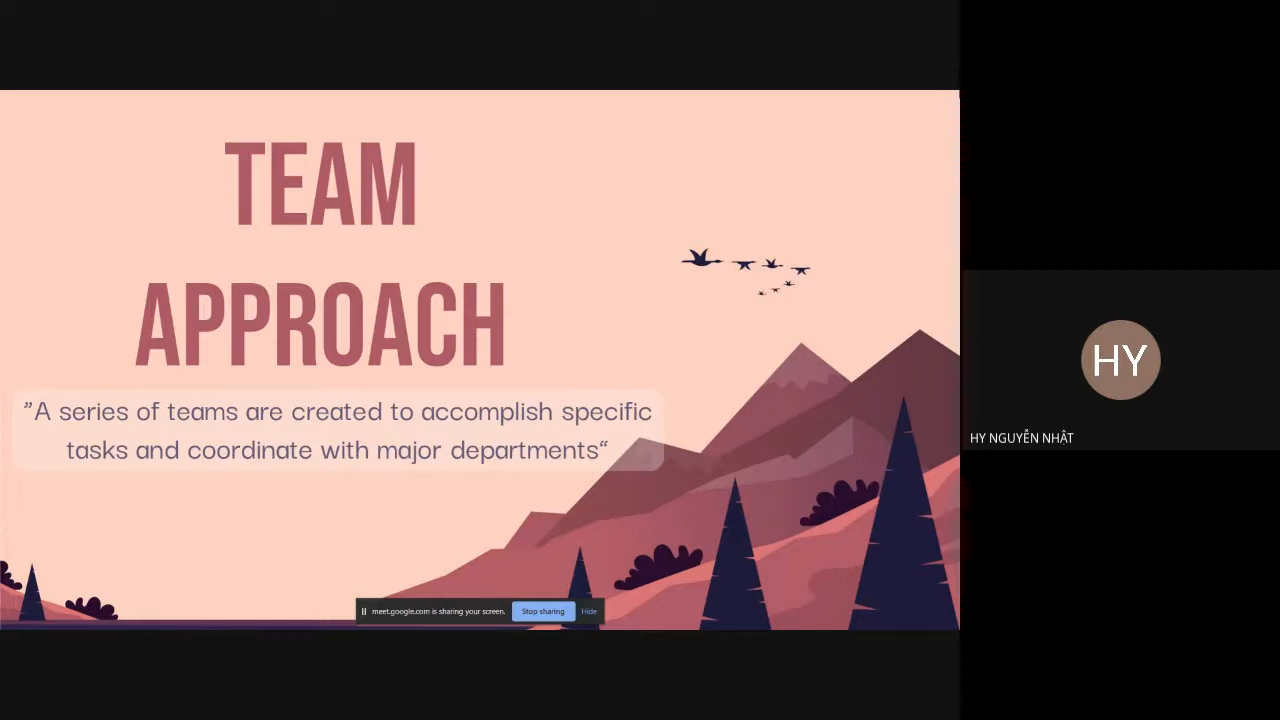 TEAM
APPROACH
"A series of teams are created to accomplish specific
tasks and coordinate with major departments"
meet.google.com is sharing your screen. Stop sharing Hide
HY
HY NGUYỄN NHẬT